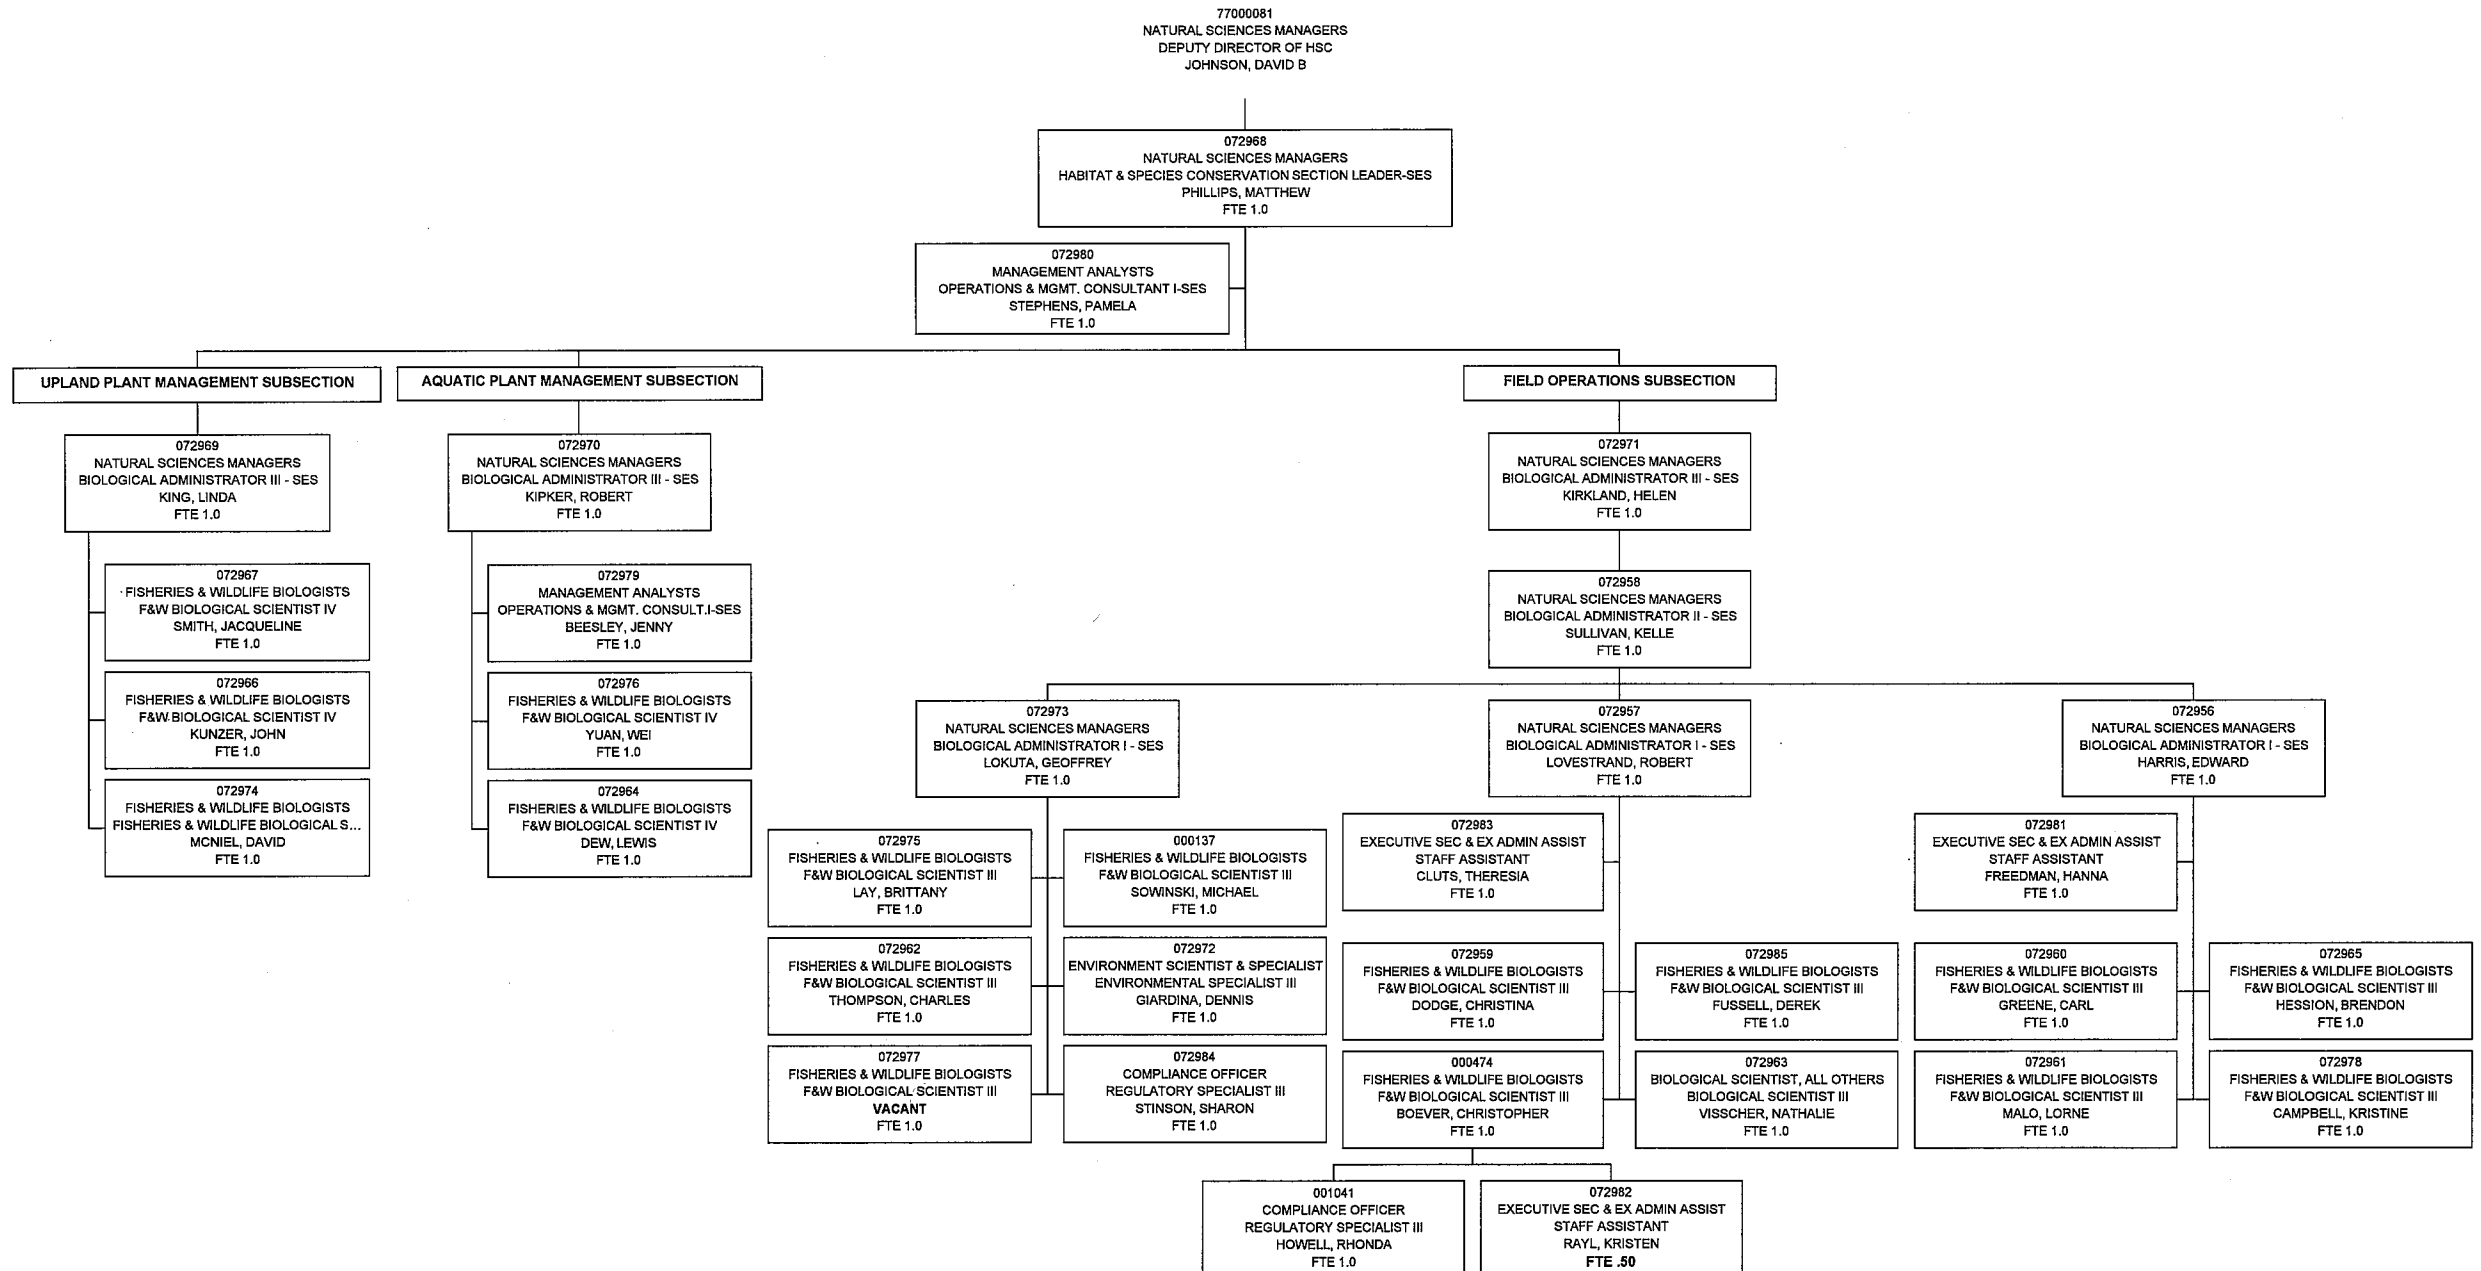 77000081
NATURAL SCIENCES MANAGERS
DEPUTY DIRECTOR OF HSC
JOHNSON, DAVID B
072968
NATURAL SCIENCES MANAGERS
HABITAT & SPECIES CONSERVATION SECTION LEADER-SES
PHILLIPS, MATTHEW
FTE 1.0
072980
MANAGEMENT ANALYSTS
OPERATIONS & MGMT. CONSULTANT I-SES
STEPHENS, PAMELA
FTE 1.0
UPLAND PLANT MANAGEMENT SUBSECTION
072969
NATURAL SCIENCES MANAGERS
BIOLOGICAL ADMINISTRATOR III - SES
KING, LINDA
FTE 1.0
072967
FISHERIES & WILDLIFE BIOLOGISTS
F&W BIOLOGICAL SCIENTIST IV
SMITH, JACQUELINE
FTE 1.0
072966
FISHERIES & WILDLIFE BIOLOGISTS
F&W BIOLOGICAL SCIENTIST IV
KUNZER, JOHN
FTE 1.0
072974
FISHERIES & WILDLIFE BIOLOGISTS
FISHERIES & WILDLIFE BIOLOGICAL S...
MCNIEL, DAVID
FTE 1.0
AQUATIC PLANT MANAGEMENT SUBSECTION
072970
NATURAL SCIENCES MANAGERS
BIOLOGICAL ADMINISTRATOR III - SES
KIPKER, ROBERT
FTE 1.0
072979
MANAGEMENT ANALYSTS
OPERATIONS & MGMT. CONSULT.I-SES
BEESLEY, JENNY
FTE 1.0
072976
FISHERIES & WILDLIFE BIOLOGISTS
F&W BIOLOGICAL SCIENTIST IV
YUAN, WEI
FTE 1.0
072964
FISHERIES & WILDLIFE BIOLOGISTS
F&W BIOLOGICAL SCIENTIST IV
DEW, LEWIS
FTE 1.0
FIELD OPERATIONS SUBSECTION
072971
NATURAL SCIENCES MANAGERS
BIOLOGICAL ADMINISTRATOR III - SES
KIRKLAND, HELEN
FTE 1.0
072958
NATURAL SCIENCES MANAGERS
BIOLOGICAL ADMINISTRATOR II - SES
SULLIVAN, KELLE
FTE 1.0
072973
NATURAL SCIENCES MANAGERS
BIOLOGICAL ADMINISTRATOR I - SES
LOKUTA, GEOFFREY
FTE 1.0
072975
FISHERIES & WILDLIFE BIOLOGISTS
F&W BIOLOGICAL SCIENTIST III
LAY, BRITTANY
FTE 1.0
000137
FISHERIES & WILDLIFE BIOLOGISTS
F&W BIOLOGICAL SCIENTIST III
SOWINSKI, MICHAEL
FTE 1.0
072962
FISHERIES & WILDLIFE BIOLOGISTS
F&W BIOLOGICAL SCIENTIST III
THOMPSON, CHARLES
FTE 1.0
072972
ENVIRONMENT SCIENTIST & SPECIALIST
ENVIRONMENTAL SPECIALIST III
GIARDINA, DENNIS
FTE 1.0
072977
FISHERIES & WILDLIFE BIOLOGISTS
F&W BIOLOGICAL SCIENTIST III
VACANT
FTE 1.0
072984
COMPLIANCE OFFICER
REGULATORY SPECIALIST III
STINSON, SHARON
FTE 1.0
072957
NATURAL SCIENCES MANAGERS
BIOLOGICAL ADMINISTRATOR I - SES
LOVESTRAND, ROBERT
FTE 1.0
072983
EXECUTIVE SEC & EX ADMIN ASSIST
STAFF ASSISTANT
CLUTS, THERESIA
FTE 1.0
072959
FISHERIES & WILDLIFE BIOLOGISTS
F&W BIOLOGICAL SCIENTIST III
DODGE, CHRISTINA
FTE 1.0
072985
FISHERIES & WILDLIFE BIOLOGISTS
F&W BIOLOGICAL SCIENTIST III
FUSSELL, DEREK
FTE 1.0
000474
FISHERIES & WILDLIFE BIOLOGISTS
F&W BIOLOGICAL SCIENTIST III
BOEVER, CHRISTOPHER
FTE 1.0
072963
BIOLOGICAL SCIENTIST, ALL OTHERS
BIOLOGICAL SCIENTIST III
VISSCHER, NATHALIE
FTE 1.0
001041
COMPLIANCE OFFICER
REGULATORY SPECIALIST III
HOWELL, RHONDA
FTE 1.0
072982
EXECUTIVE SEC & EX ADMIN ASSIST
STAFF ASSISTANT
RAYL, KRISTEN
FTE .50
072956
NATURAL SCIENCES MANAGERS
BIOLOGICAL ADMINISTRATOR I - SES
HARRIS, EDWARD
FTE 1.0
072981
EXECUTIVE SEC & EX ADMIN ASSIST
STAFF ASSISTANT
FREEDMAN, HANNA
FTE 1.0
072960
FISHERIES & WILDLIFE BIOLOGISTS
F&W BIOLOGICAL SCIENTIST III
GREENE, CARL
FTE 1.0
072965
FISHERIES & WILDLIFE BIOLOGISTS
F&W BIOLOGICAL SCIENTIST III
HESSION, BRENDON
FTE 1.0
072961
FISHERIES & WILDLIFE BIOLOGISTS
F&W BIOLOGICAL SCIENTIST III
MALO, LORNE
FTE 1.0
072978
FISHERIES & WILDLIFE BIOLOGISTS
F&W BIOLOGICAL SCIENTIST III
CAMPBELL, KRISTINE
FTE 1.0